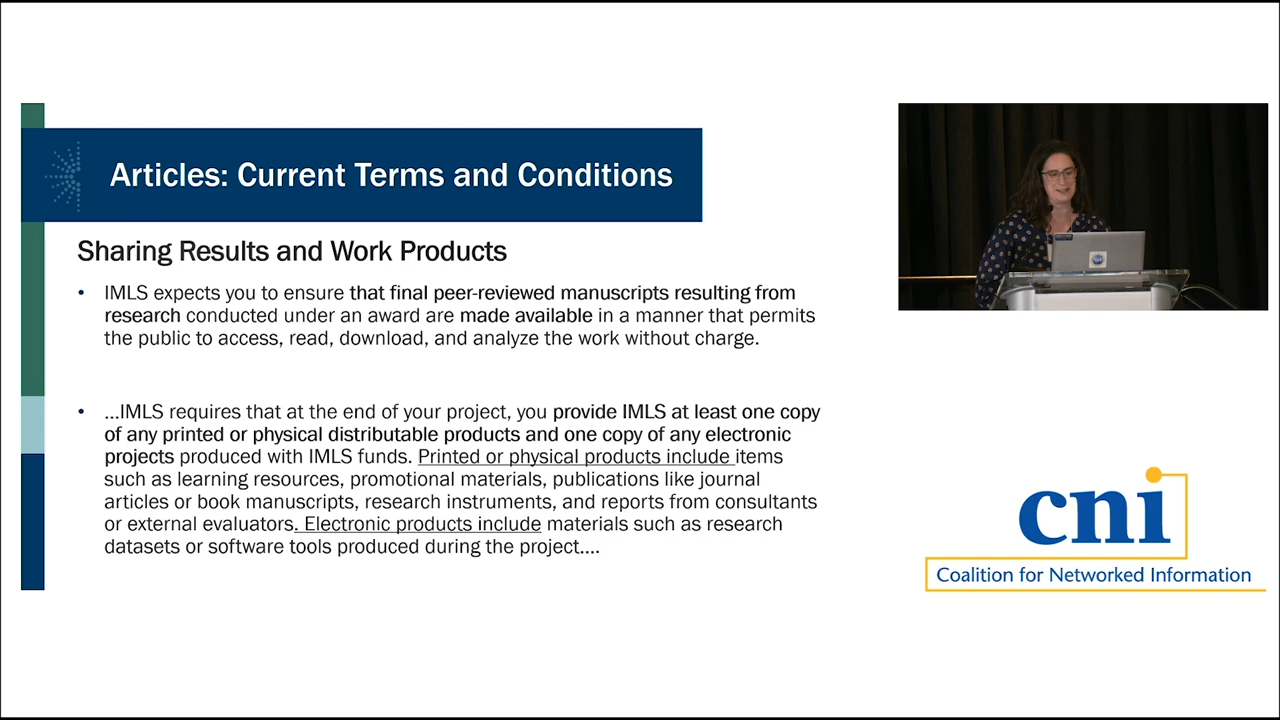 Articles: Current Terms and Conditions
Sharing Results and Work Products
• IMLS expects you to ensure that final peer-reviewed manuscripts resulting from
research conducted under an award are made available in a manner that permits
the public to access, read, download, and analyze the work without charge.
• ...IMLS requires that at the end of your project, you provide IMLS at least one copy
of any printed or physical distributable products and one copy of any electronic
projects produced with IMLS funds. Printed or physical products include items
such as learning resources, promotional materials, publications like journal
articles or book manuscripts, research instruments, and reports from consultants
or external evaluators. Electronic products include materials such as research
datasets or software tools produced during the project....
cni
Coalition for Networked Information